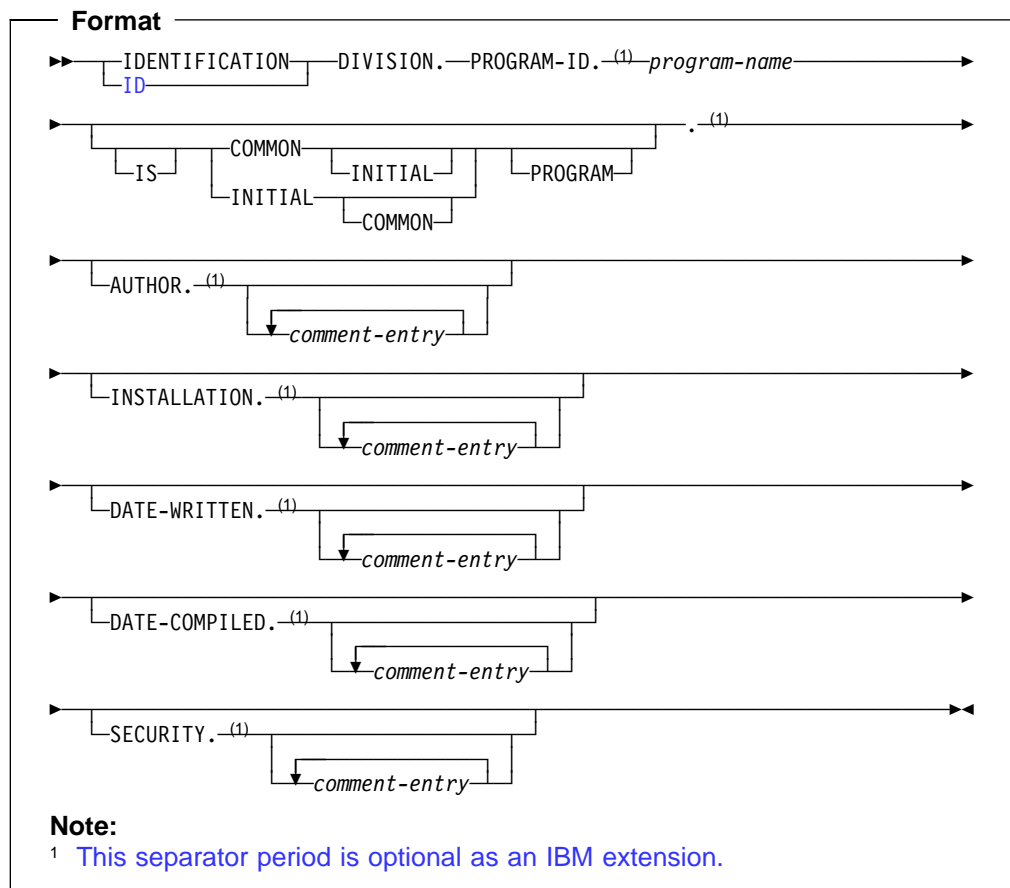 Format
IDENTIFICATION DIVISION. PROGRAM-ID. (1) program-name
ID
. (1)
IS COMMON INITIAL PROGRAM
INITIAL COMMON
AUTHOR. (1)
comment-entry
INSTALLATION. (1)
comment-entry
DATE-WRITTEN. (1)
comment-entry
DATE-COMPILED. (1)
comment-entry
SECURITY. (1)
comment-entry
Note:
1 This separator period is optional as an IBM extension.